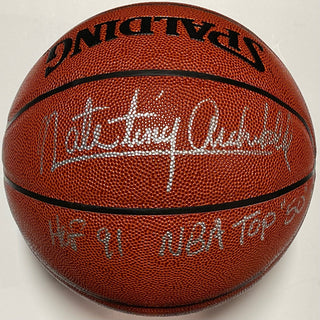 SPALDING
Nate Tiny Archibald
HOF 91 NBA TOP "50"